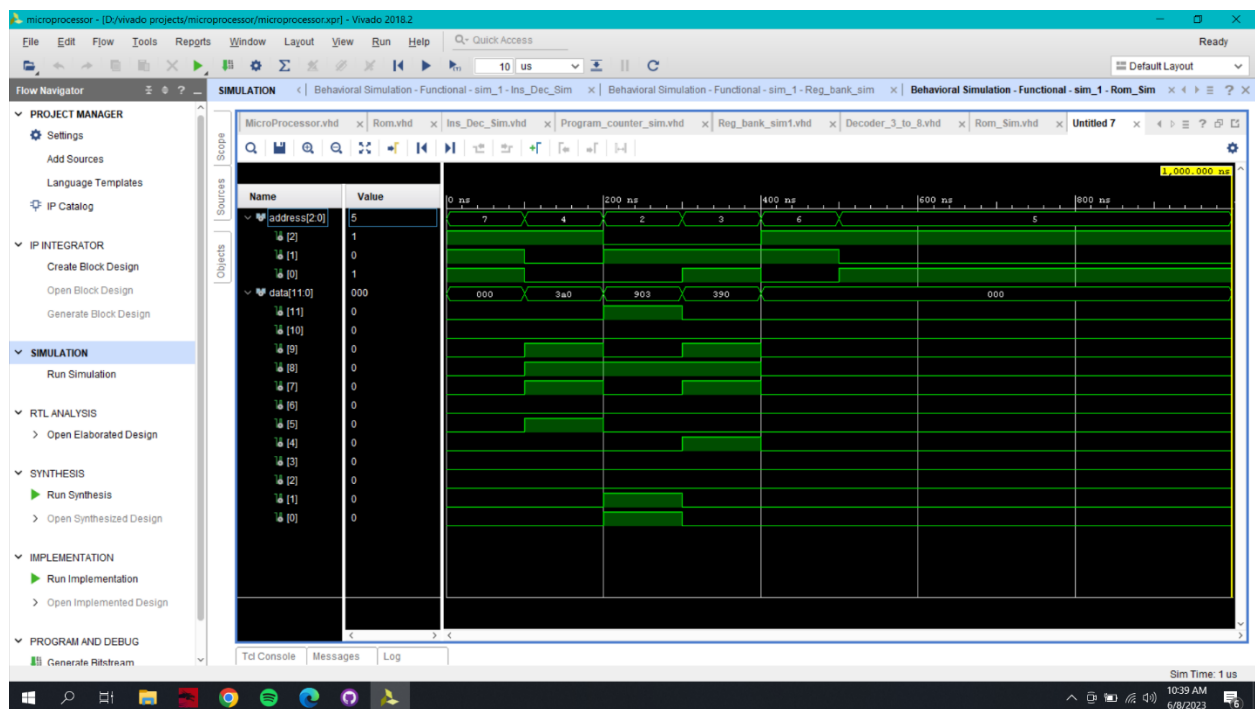 microprocessor - [D:/vivado projects/microprocessor/microprocessor.xpr] - Vivado 2018.2
File Edit Flow Tools Reports Window Layout View Run Help Q- Quick Access Ready
10 us Default Layout
Flow Navigator SIMULATION Behavioral Simulation - Functional - sim_1 - Ins_Dec_Sim Behavioral Simulation - Functional - sim_1 - Reg_bank_sim Behavioral Simulation - Functional - sim_1 - Rom_Sim
PROJECT MANAGER
Settings
Add Sources
Language Templates
IP Catalog
IP INTEGRATOR
Create Block Design
Open Block Design
Generate Block Design
SIMULATION
Run Simulation
RTL ANALYSIS
Open Elaborated Design
SYNTHESIS
Run Synthesis
Open Synthesized Design
IMPLEMENTATION
Run Implementation
Open Implemented Design
PROGRAM AND DEBUG
Generate Bitstream
Scope
Sources
Objects
MicroProcessor.vhd Rom.vhd Ins_Dec_Sim.vhd Program_counter_sim.vhd Reg_bank_sim1.vhd Decoder_3_to_8.vhd Rom_Sim.vhd Untitled 7
1,000.000 ns
Name Value 0 ns 200 ns 400 ns 600 ns 800 ns
address[2:0] 5 7 4 2 3 6 5
[2] 1
[1] 0
[0] 1
data[11:0] 000 000 3a0 903 390 000
[11] 0
[10] 0
[9] 0
[8] 0
[7] 0
[6] 0
[5] 0
[4] 0
[3] 0
[2] 0
[1] 0
[0] 0
Tcl Console Messages Log
Sim Time: 1 us
10:39 AM
6/8/2023
6